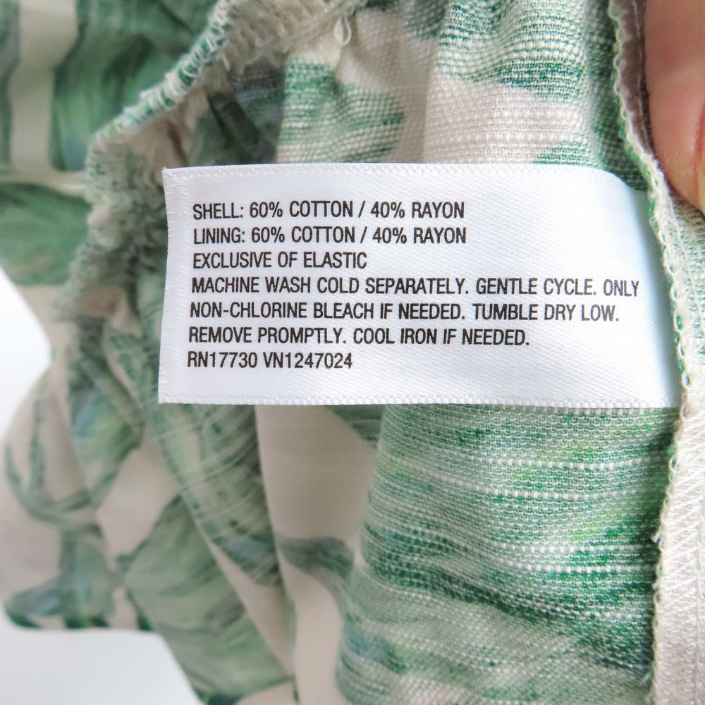 SHELL: 60% COTTON / 40% RAYON
LINING: 60% COTTON / 40% RAYON
EXCLUSIVE OF ELASTIC
MACHINE WASH COLD SEPARATELY. GENTLE CYCLE. ONLY
NON-CHLORINE BLEACH IF NEEDED. TUMBLE DRY LOW.
REMOVE PROMPTLY. COOL IRON IF NEEDED.
RN17730 VN1247024